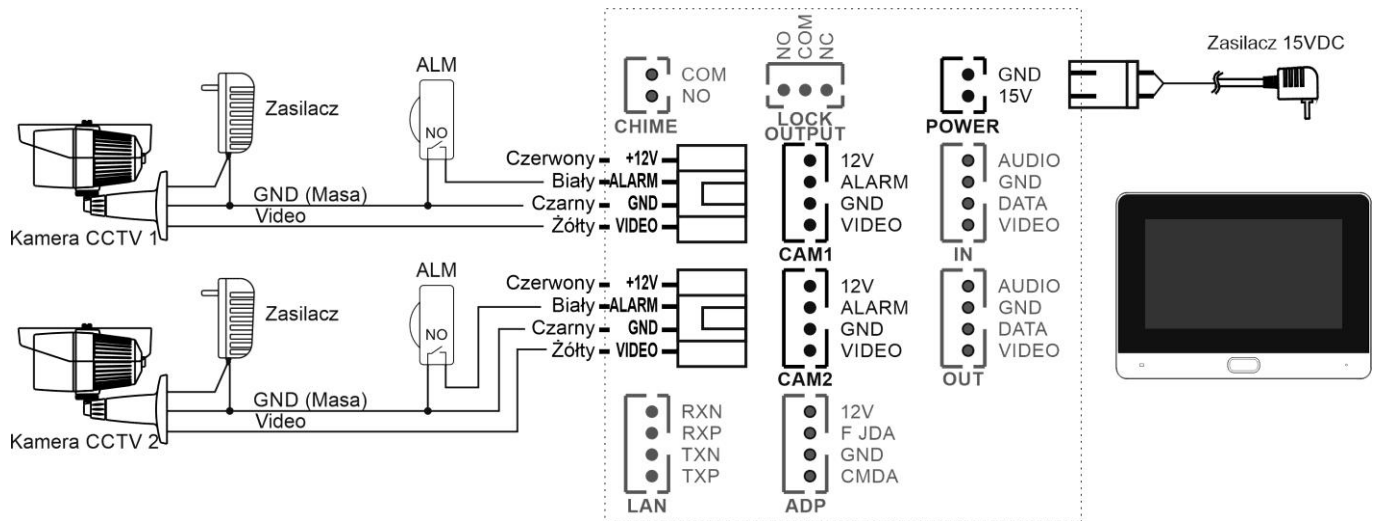 Zasilacz
ALM
NO
Czerwony
+12V
Biały
ALARM
GND (Masa)
Czarny
GND
Video
Żółty
VIDEO
Kamera CCTV 1
Zasilacz
ALM
NO
Czerwony
+12V
Biały
ALARM
Czarny
GND
Żółty
VIDEO
GND (Masa)
Video
Kamera CCTV 2
COM
NO
CHIME
NO
COM
NC
LOCK
OUTPUT
GND
15V
POWER
Zasilacz 15VDC
12V
ALARM
GND
VIDEO
CAM1
AUDIO
GND
DATA
VIDEO
IN
12V
ALARM
GND
VIDEO
CAM2
AUDIO
GND
DATA
VIDEO
OUT
RXN
RXP
TXN
TXP
LAN
12V
F JDA
GND
CMDA
ADP